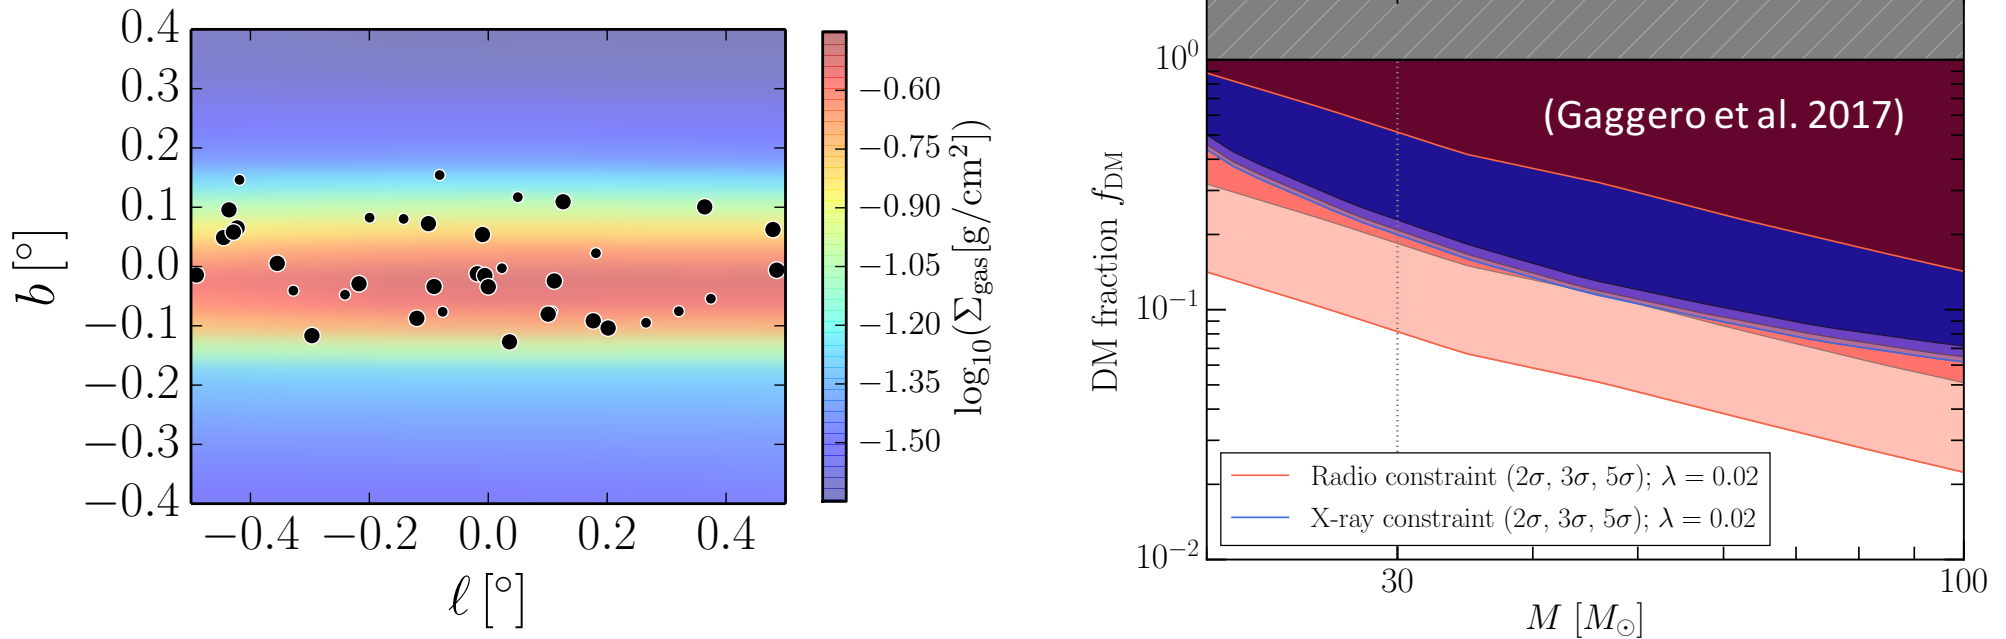 0.4
0.3
0.2
0.1
0.0
−0.1
−0.2
−0.3
−0.4
b [°]
−0.4 −0.2 0.0 0.2 0.4
ℓ [°]
−0.60
−0.75
−0.90
−1.05
−1.20
−1.35
−1.50
log₁₀(Σgas[g/cm²])
10⁰
10⁻¹
10⁻²
DM fraction fDM
(Gaggero et al. 2017)
Radio constraint (2σ, 3σ, 5σ); λ = 0.02
X-ray constraint (2σ, 3σ, 5σ); λ = 0.02
30 100
M [M⊙]